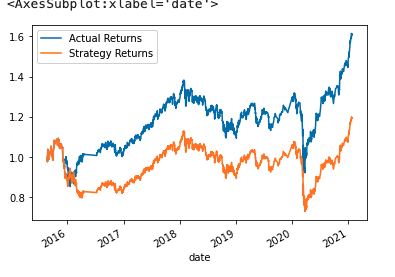 <AxesSubplot:xlabel='date'>
Actual Returns
Strategy Returns
1.6
1.4
1.2
1.0
0.8
2016
2017
2018
2019
2020
2021
date